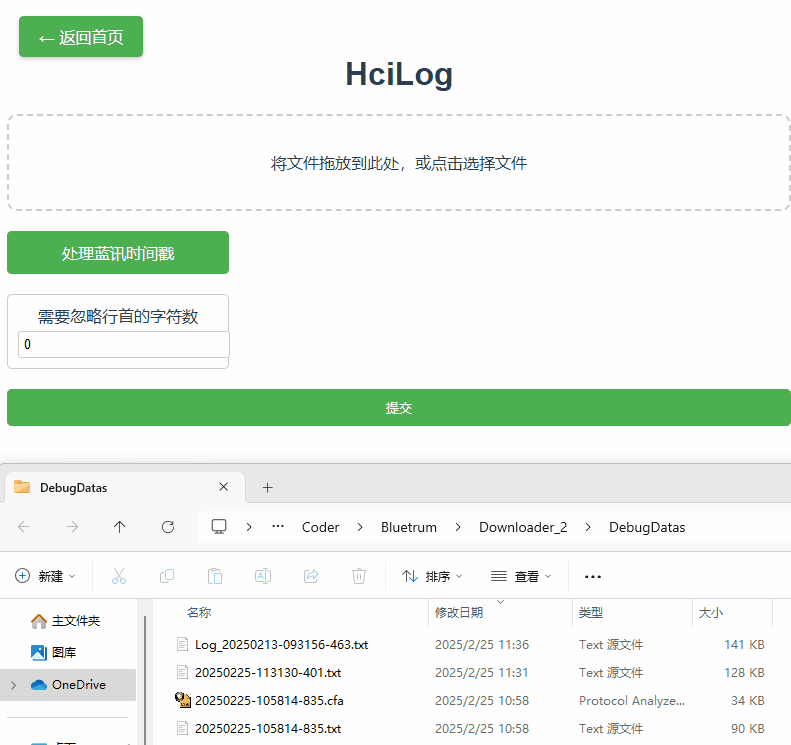 ← 返回首页
HciLog
将文件拖放到此处，或点击选择文件
处理蓝讯时间戳
需要忽略行首的字符数
0
提交
DebugDatas
··· Coder > Bluetrum > Downloader_2 > DebugDatas
新建 排序 查看 ···
主文件夹
图库
OneDrive
名称 修改日期 类型 大小
Log_20250213-093156-463.txt 2025/2/25 11:36 Text 源文件 141 KB
20250225-113130-401.txt 2025/2/25 11:31 Text 源文件 128 KB
20250225-105814-835.cfa 2025/2/25 10:58 Protocol Analyze... 34 KB
20250225-105814-835.txt 2025/2/25 10:58 Text 源文件 90 KB